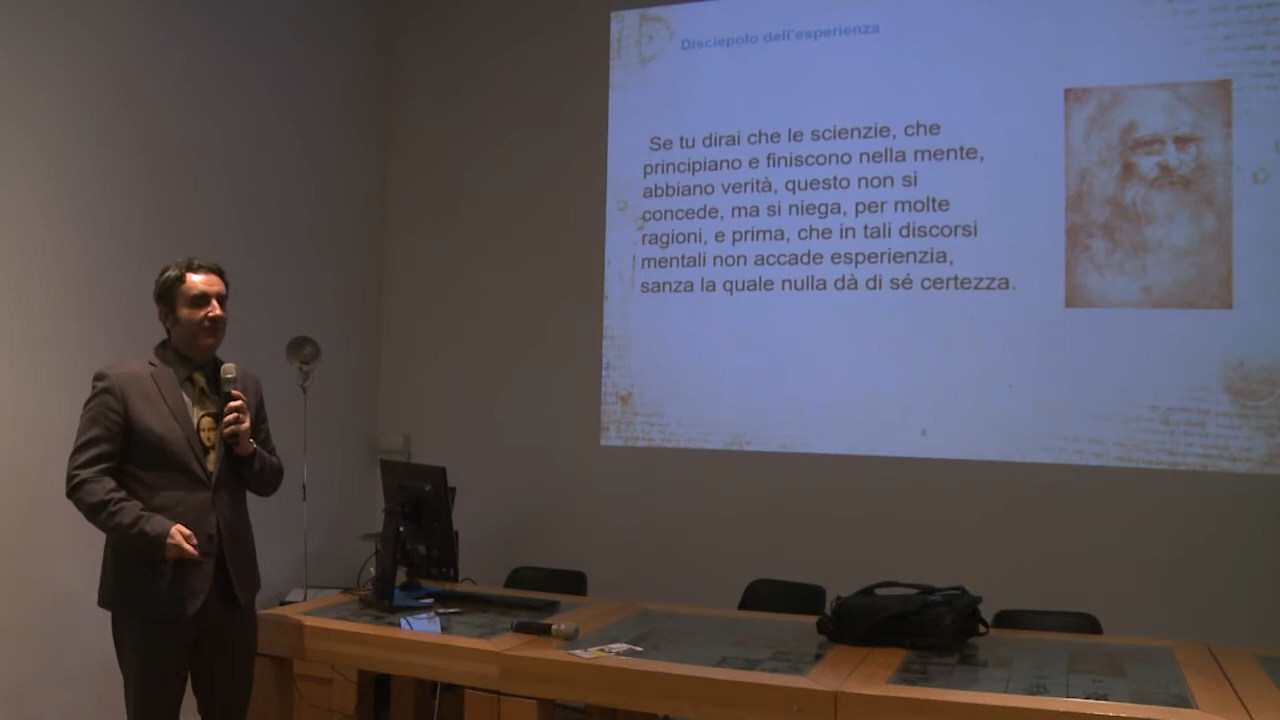 Disciepolo dell'esperienza
Se tu dirai che le scienzie, che
principiano e finiscono nella mente,
abbiano verità, questo non si
concede, ma si niega, per molte
ragioni, e prima, che in tali discorsi
mentali non accade esperienzia,
sanza la quale nulla dà di sé certezza.